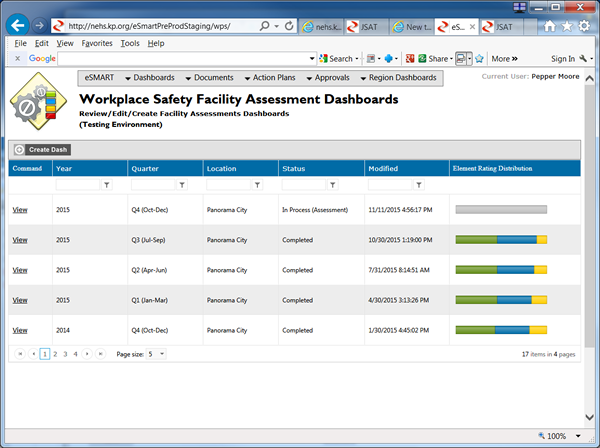 http://nehs.kp.org/eSmartPreProdStaging/wps/
nehs.k...
JSAT
New t
eS...
JSAT
File Edit View Favorites Tools Help
x Google Search Share More » Sign In
eSMART Dashboards Documents Action Plans Approvals Region Dashboards
Current User: Pepper Moore
Workplace Safety Facility Assessment Dashboards
Review/Edit/Create Facility Assessments Dashboards
(Testing Environment)
Create Dash
Command Year Quarter Location Status Modified Element Rating Distribution
View 2015 Q4 (Oct-Dec) Panorama City In Process (Assessment) 11/11/2015 4:56:17 PM
View 2015 Q3 (Jul-Sep) Panorama City Completed 10/30/2015 1:19:00 PM
View 2015 Q2 (Apr-Jun) Panorama City Completed 7/31/2015 8:14:51 AM
View 2015 Q1 (Jan-Mar) Panorama City Completed 4/30/2015 3:13:26 PM
View 2014 Q4 (Oct-Dec) Panorama City Completed 1/30/2015 4:45:02 PM
1 2 3 4 Page size: 5 17 items in 4 pages
100%